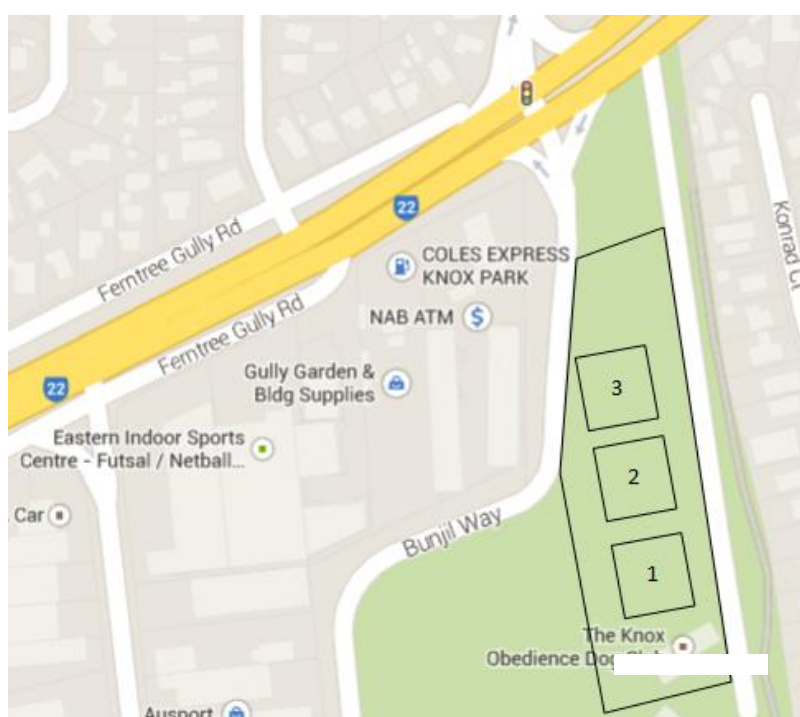 22
Ferntree Gully Rd
COLES EXPRESS
KNOX PARK
Konrad Ct
Ferntree Gully Rd
NAB ATM
$
Gully Garden &
Bldg Supplies
3
22
Eastern Indoor Sports
Centre - Futsal / Netball...
2
Car
Bunjil Way
1
The Knox
Obedience Dog Club
Ausport